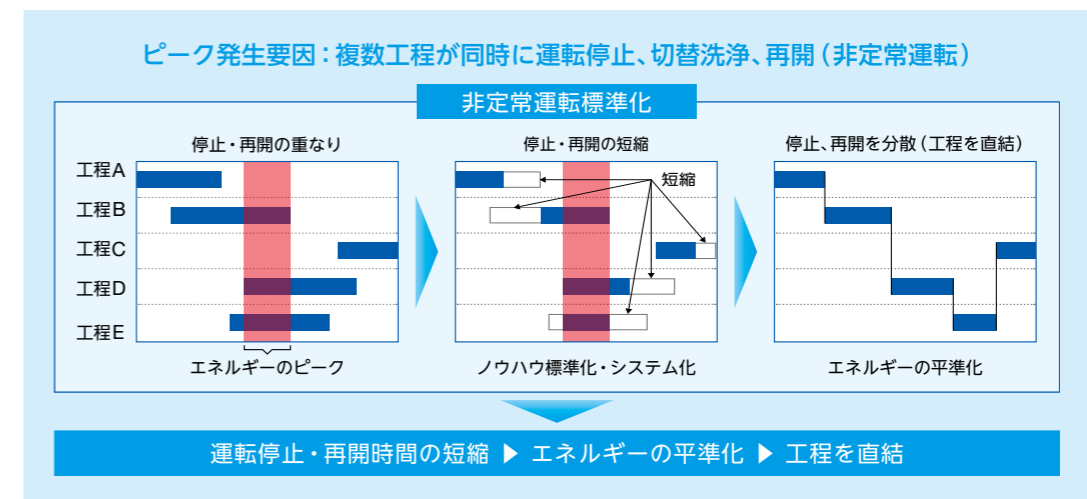 ピーク発生要因：複数工程が同時に運転停止、切替洗浄、再開（非定常運転）
非定常運転標準化
停止・再開の重なり
停止・再開の短縮
停止、再開を分散（工程を直結）
工程A
工程B
工程C
工程D
工程E
短縮
エネルギーのピーク
ノウハウ標準化・システム化
エネルギーの平準化
運転停止・再開時間の短縮 ▶ エネルギーの平準化 ▶ 工程を直結